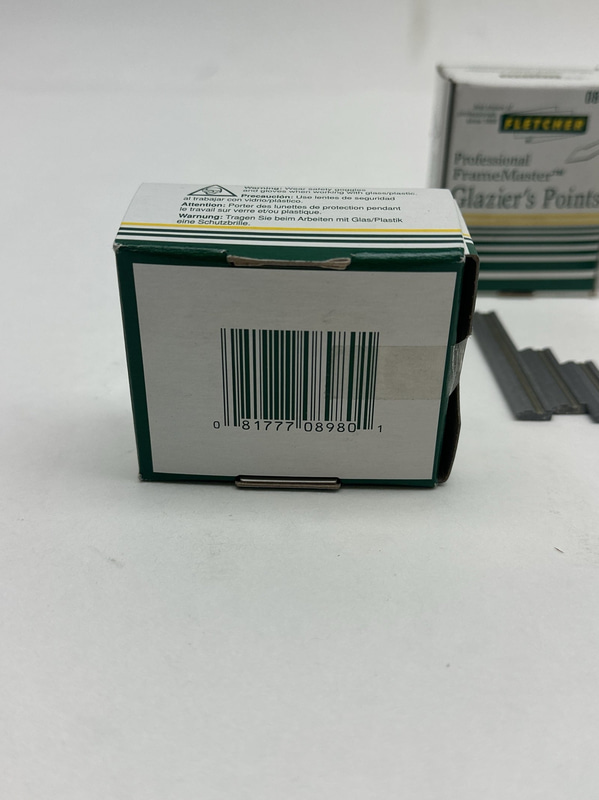 Warning: Wear safety goggles
and gloves when working with glass/plastic.
Precaución: Use lentes de seguridad
al trabajar con vidrio/plástico.
Attention: Porter des lunettes de protection pendant
le travail sur verre et/ou plastique.
Warnung: Tragen Sie beim Arbeiten mit Glas/Plastik
eine Schutzbrille.
0 81777 08980 1
08
FLETCHER
Professional
FrameMaster™
Glazier's Points